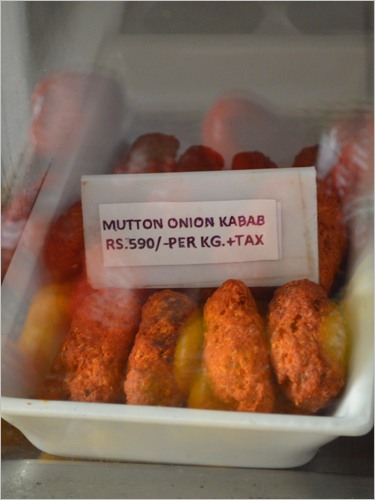 MUTTON ONION KABAB
RS.590/-PER KG.+TAX